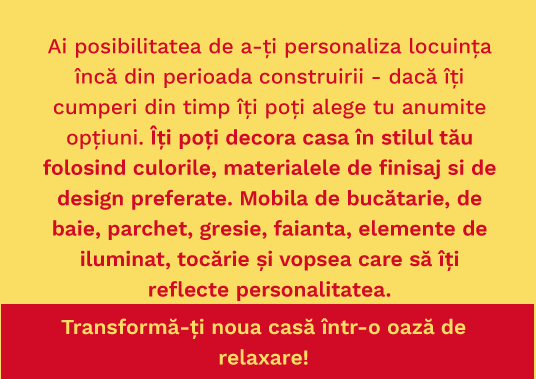 Ai posibilitatea de a-ți personaliza locuința
încă din perioada construirii - dacă îți
cumperi din timp îți poți alege tu anumite
opțiuni. Îți poți decora casa în stilul tău
folosind culorile, materialele de finisaj si de
design preferate. Mobila de bucătarie, de
baie, parchet, gresie, faianta, elemente de
iluminat, tocărie și vopsea care să îți
reflecte personalitatea.
Transformă-ți noua casă într-o oază de
relaxare!